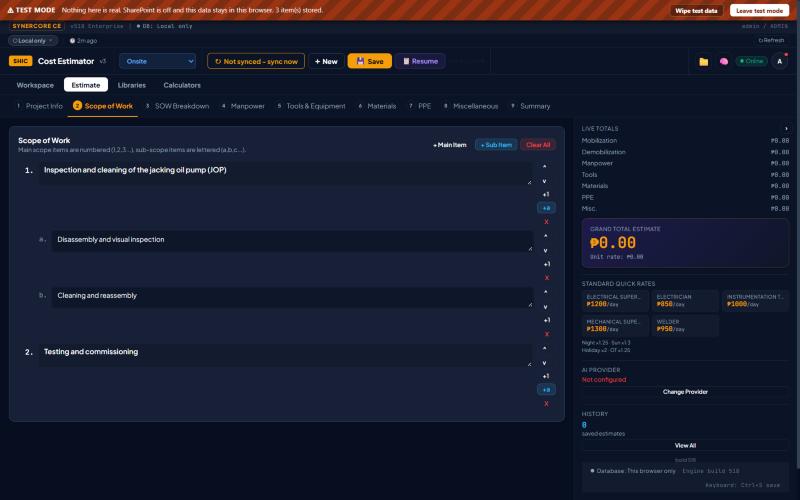 ⚠ TEST MODE Nothing here is real. SharePoint is off and this data stays in this browser. 3 item(s) stored. Wipe test data Leave test mode
SYNERCORE CE v518 Enterprise | ● DB: Local only admin / ADMIN
Local only 2m ago ↻ Refresh
SHIC Cost Estimator v3 Onsite ↻ Not synced - sync now + New Save Resume Online A
Workspace Estimate Libraries Calculators
1 Project Info 2 Scope of Work 3 SOW Breakdown 4 Manpower 5 Tools & Equipment 6 Materials 7 PPE 8 Miscellaneous 9 Summary
Scope of Work
Main scope items are numbered (1,2,3...), sub-scope items are lettered (a,b,c...).
+ Main Item + Sub Item Clear All
1. Inspection and cleaning of the jacking oil pump (JOP)
^
v
+1
+a
X
a. Disassembly and visual inspection
^
v
+1
X
b. Cleaning and reassembly
^
v
+1
X
2. Testing and commissioning
^
v
+1
+a
X
LIVE TOTALS ›
Mobilization ₱0.00
Demobilization ₱0.00
Manpower ₱0.00
Tools ₱0.00
Materials ₱0.00
PPE ₱0.00
Misc. ₱0.00
GRAND TOTAL ESTIMATE
₱0.00
Unit rate: ₱0.00
STANDARD QUICK RATES
ELECTRICAL SUPER... ELECTRICIAN INSTRUMENTATION T...
₱1200/day ₱850/day ₱1000/day
MECHANICAL SUPE... WELDER
₱1300/day ₱950/day
Night ×1.25 · Sun ×1.3
Holiday ×2 · OT ×1.25
AI PROVIDER
Not configured
Change Provider
HISTORY
0
saved estimates
View All
build 518
● Database: This browser only Engine build 518
Keyboard: Ctrl+S save